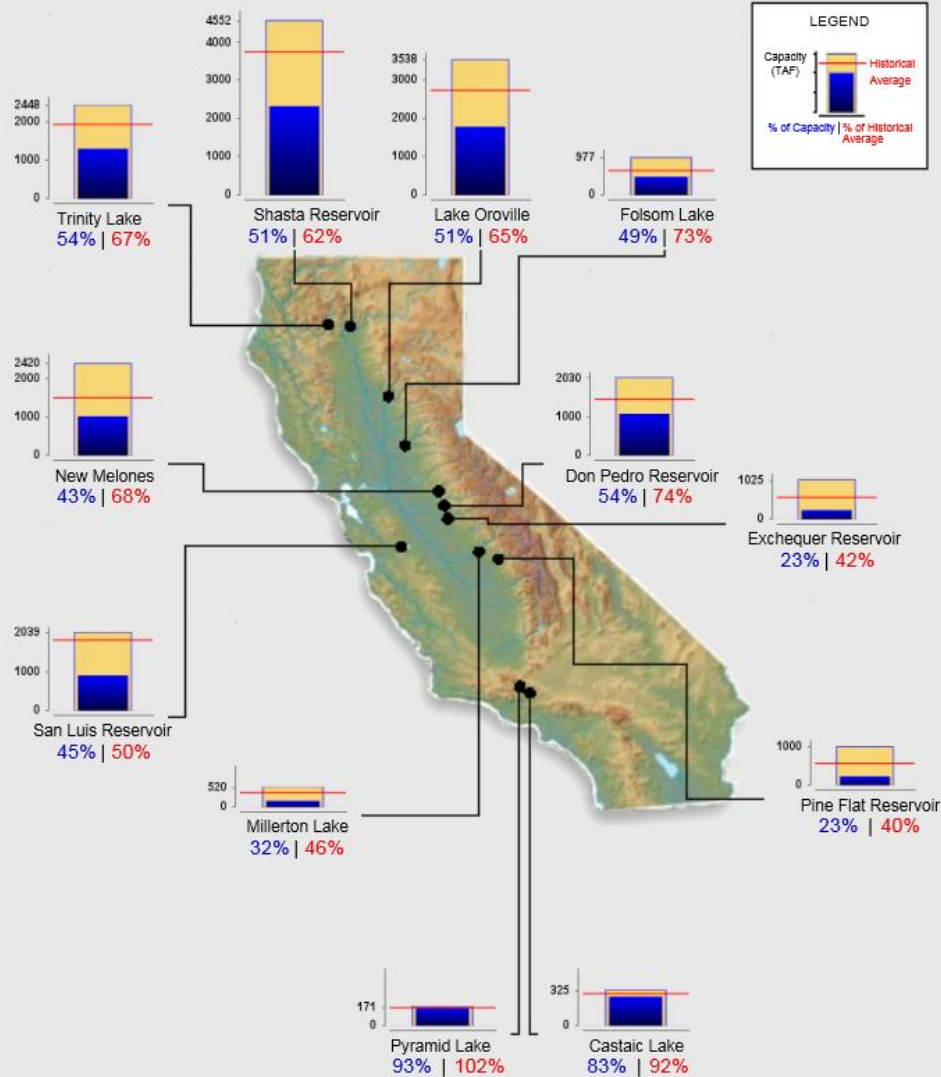 LEGEND
Capacity
(TAF)
Historical
Average
% of Capacity | % of Historical
Average
4552
4000
3000
2000
1000
0
Shasta Reservoir
51% | 62%
3538
3000
2000
1000
0
Lake Oroville
51% | 65%
2448
2000
1000
0
Trinity Lake
54% | 67%
977
0
Folsom Lake
49% | 73%
2420
1000
0
New Melones
43% | 68%
2030
1000
0
Don Pedro Reservoir
54% | 74%
1025
0
Exchequer Reservoir
23% | 42%
2039
1000
0
San Luis Reservoir
45% | 50%
520
0
Millerton Lake
32% | 46%
1000
0
Pine Flat Reservoir
23% | 40%
171
0
Pyramid Lake
93% | 102%
325
0
Castaic Lake
83% | 92%